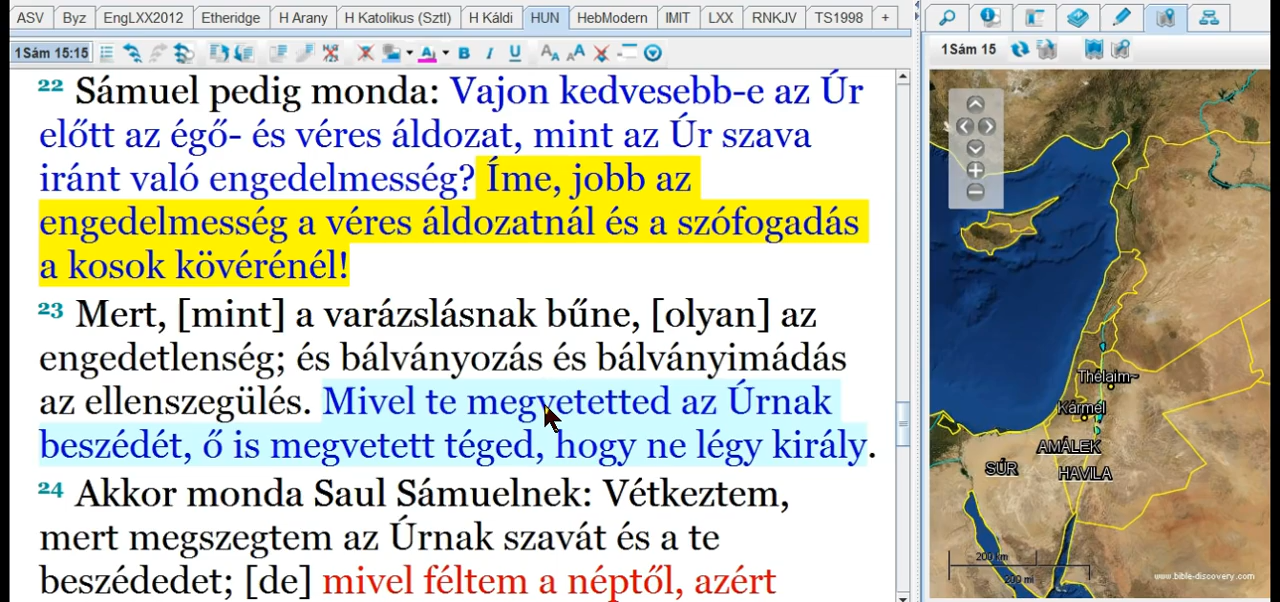 ASV Byz EngLXX2012 Etheridge H Arany H Katolikus (Sztl) H Káldi HUN HebModern IMIT LXX RNKJV TS1998 +
1Sám 15:15
22 Sámuel pedig monda: Vajon kedvesebb-e az Úr
előtt az égő- és véres áldozat, mint az Úr szava
iránt való engedelmesség? Íme, jobb az
engedelmesség a véres áldozatnál és a szófogadás
a kosok kövérénél!
23 Mert, [mint] a varázslásnak bűne, [olyan] az
engedetlenség; és bálványozás és bálványimádás
az ellenszegülés. Mivel te megvetetted az Úrnak
beszédét, ő is megvetett téged, hogy ne légy király.
24 Akkor monda Saul Sámuelnek: Vétkeztem,
mert megszegtem az Úrnak szavát és a te
beszédedet; [de] mivel féltem a néptől, azért
1Sám 15
Thélaim~
Kármel
AMÁLEK
SÚR
HAVILA
200 km
200 mi
www.bible-discovery.com